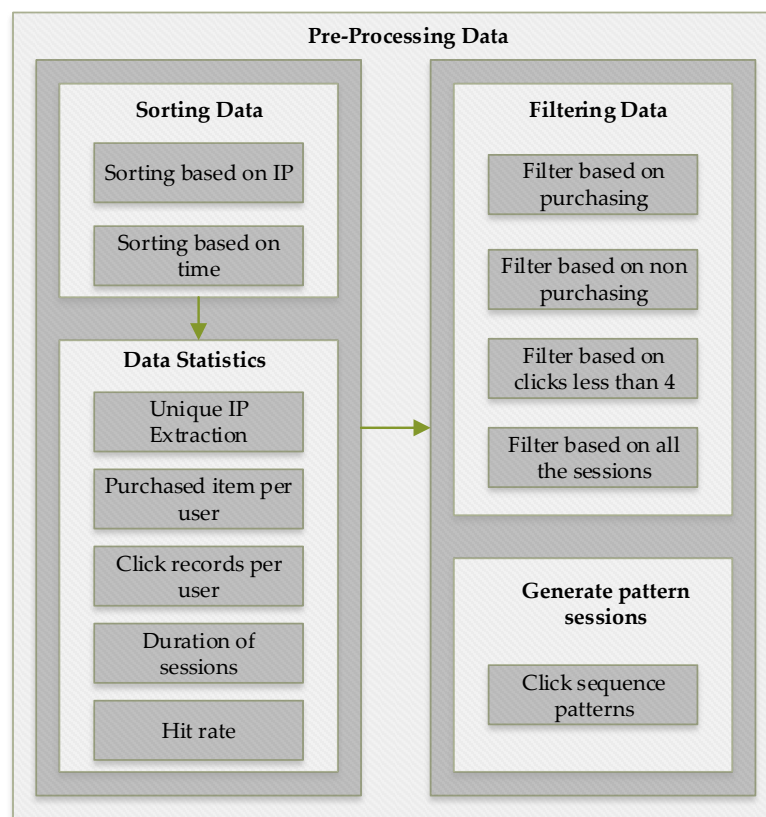 Pre-Processing Data
Sorting Data
Sorting based on IP
Sorting based on
time
Data Statistics
Unique IP
Extraction
Purchased item per
user
Click records per
user
Duration of
sessions
Hit rate
Filtering Data
Filter based on
purchasing
Filter based on non
purchasing
Filter based on
clicks less than 4
Filter based on all
the sessions
Generate pattern
sessions
Click sequence
patterns